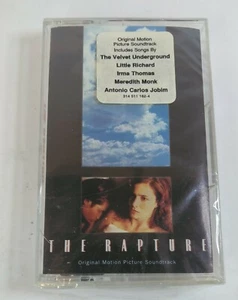 Original Motion
Picture Soundtrack
Includes Songs By
The Velvet Underground
Little Richard
Irma Thomas
Meredith Monk
Antonio Carlos Jobim
THE RAPTURE
Original Motion Picture Soundtrack